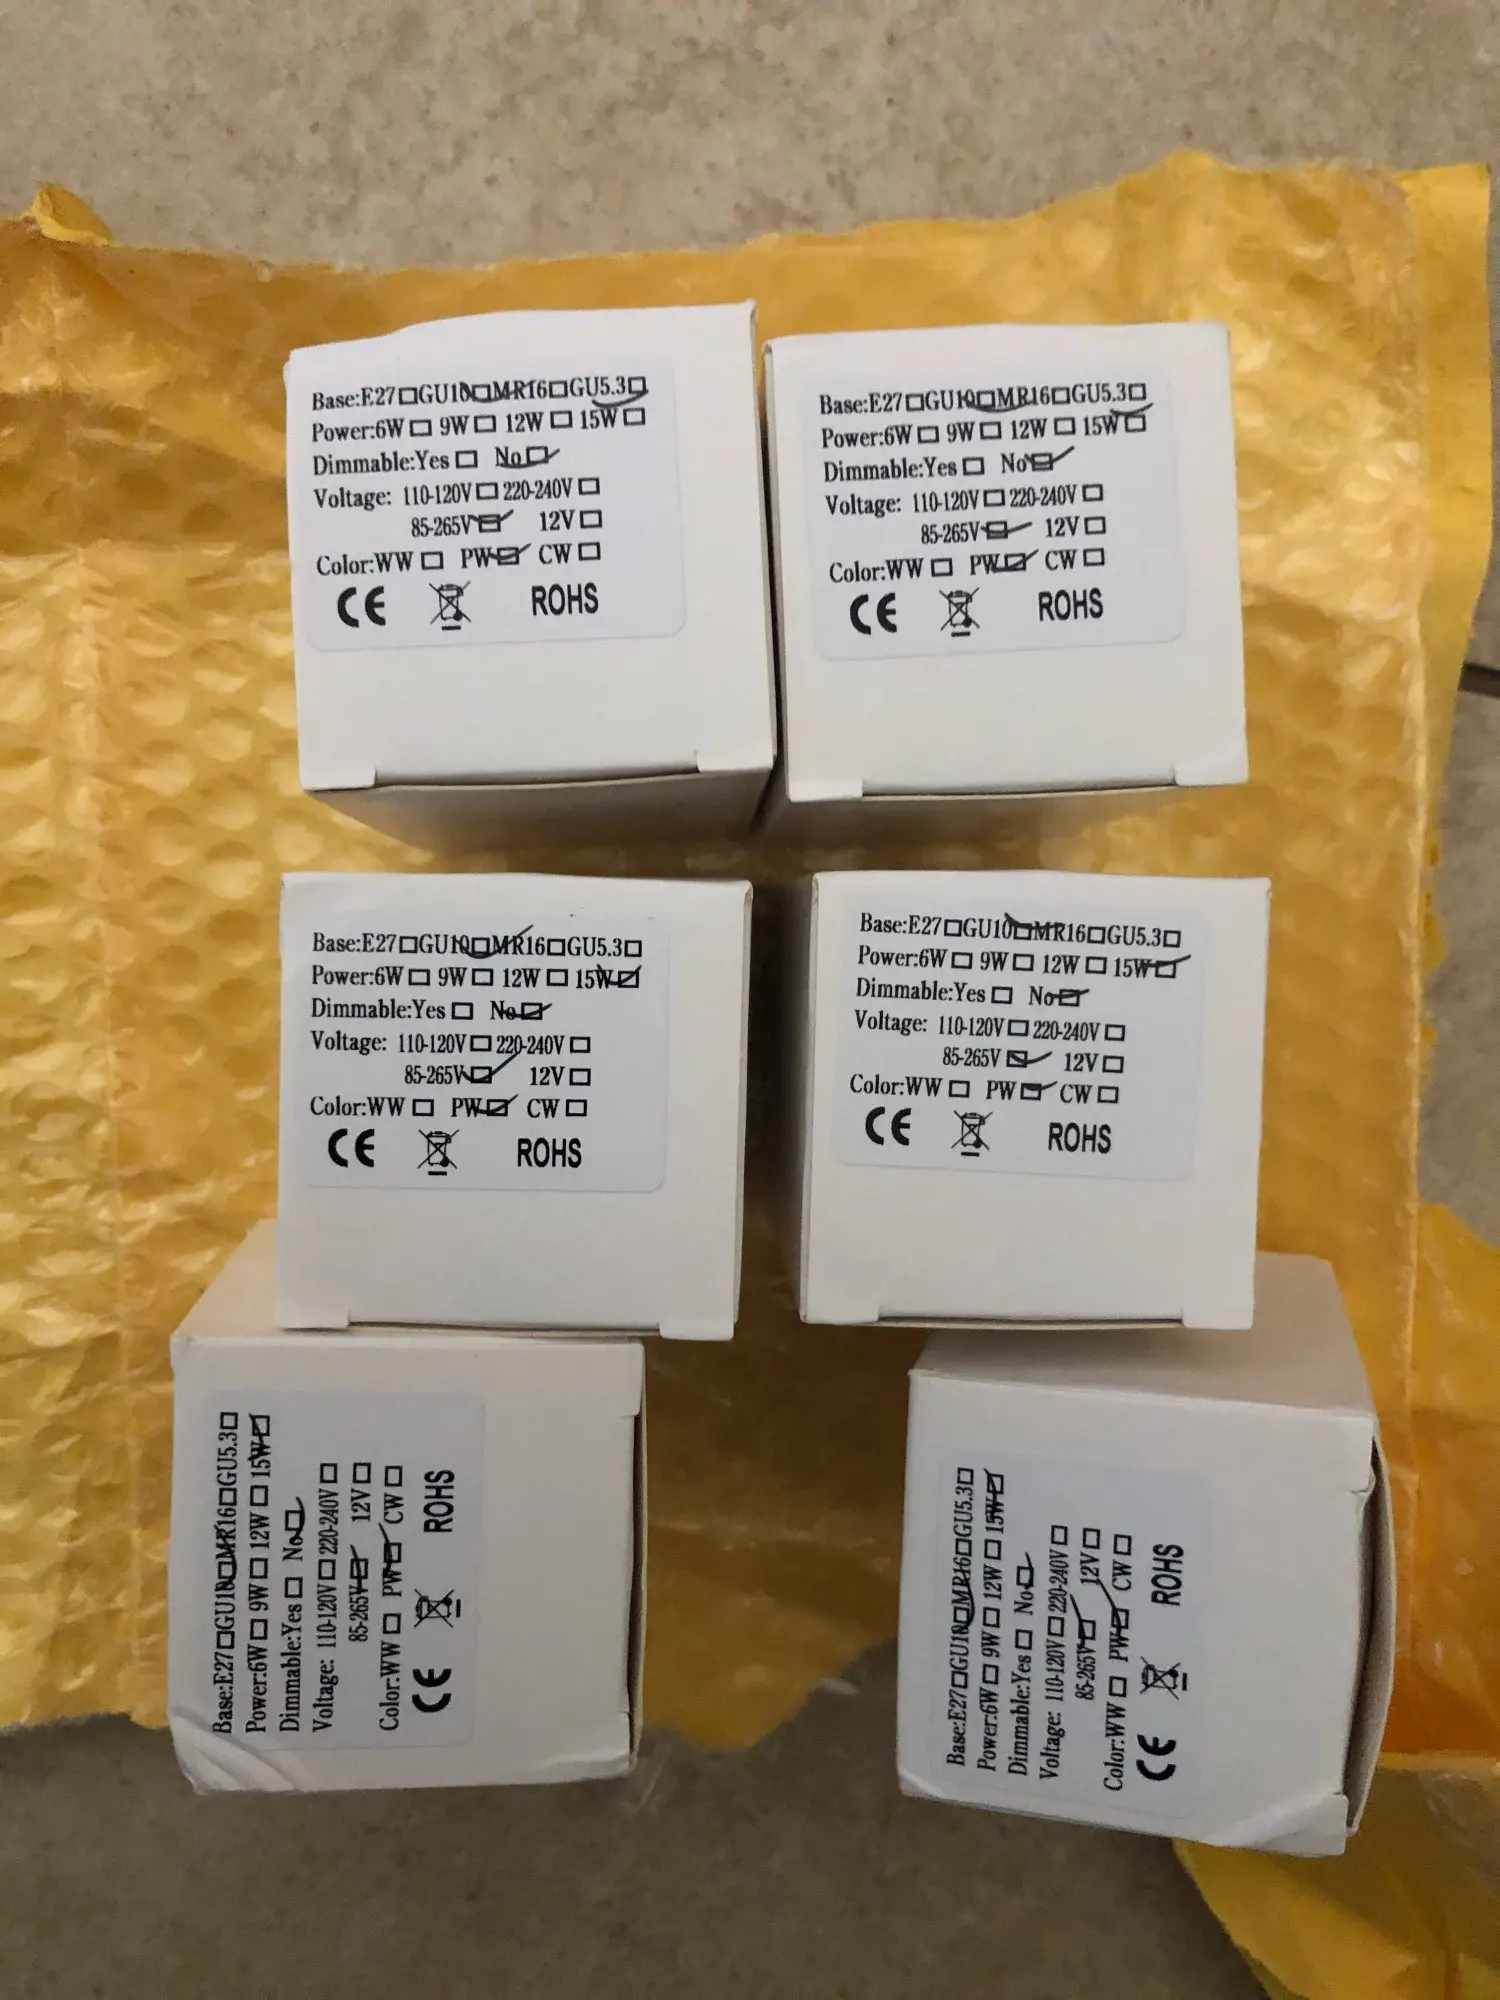 Base:E27□GU10□MR16□GU5.3□
Power:6W □ 9W □ 12W □ 15W □
Dimmable:Yes □ No □
Voltage: 110-120V □ 220-240V □
85-265V □ 12V □
Color:WW □ PW □ CW □
CE ROHS
Base:E27□GU10□MR16□GU5.3□
Power:6W □ 9W □ 12W □ 15W □
Dimmable:Yes □ No □
Voltage: 110-120V □ 220-240V □
85-265V □ 12V □
Color:WW □ PW □ CW □
CE ROHS
Base:E27□GU10□MR16□GU5.3□
Power:6W □ 9W □ 12W □ 15W □
Dimmable:Yes □ No □
Voltage: 110-120V □ 220-240V □
85-265V □ 12V □
Color:WW □ PW □ CW □
CE ROHS
Base:E27□GU10□MR16□GU5.3□
Power:6W □ 9W □ 12W □ 15W □
Dimmable:Yes □ No □
Voltage: 110-120V □ 220-240V □
85-265V □ 12V □
Color:WW □ PW □ CW □
CE ROHS
Base:E27□GU10□MR16□GU5.3□
Power:6W □ 9W □ 12W □ 15W □
Dimmable:Yes □ No □
Voltage: 110-120V □ 220-240V □
85-265V □ 12V □
Color:WW □ PW □ CW □
CE ROHS
Base:E27□GU10□MR16□GU5.3□
Power:6W □ 9W □ 12W □ 15W □
Dimmable:Yes □ No □
Voltage: 110-120V □ 220-240V □
85-265V □ 12V □
Color:WW □ PW □ CW □
CE ROHS